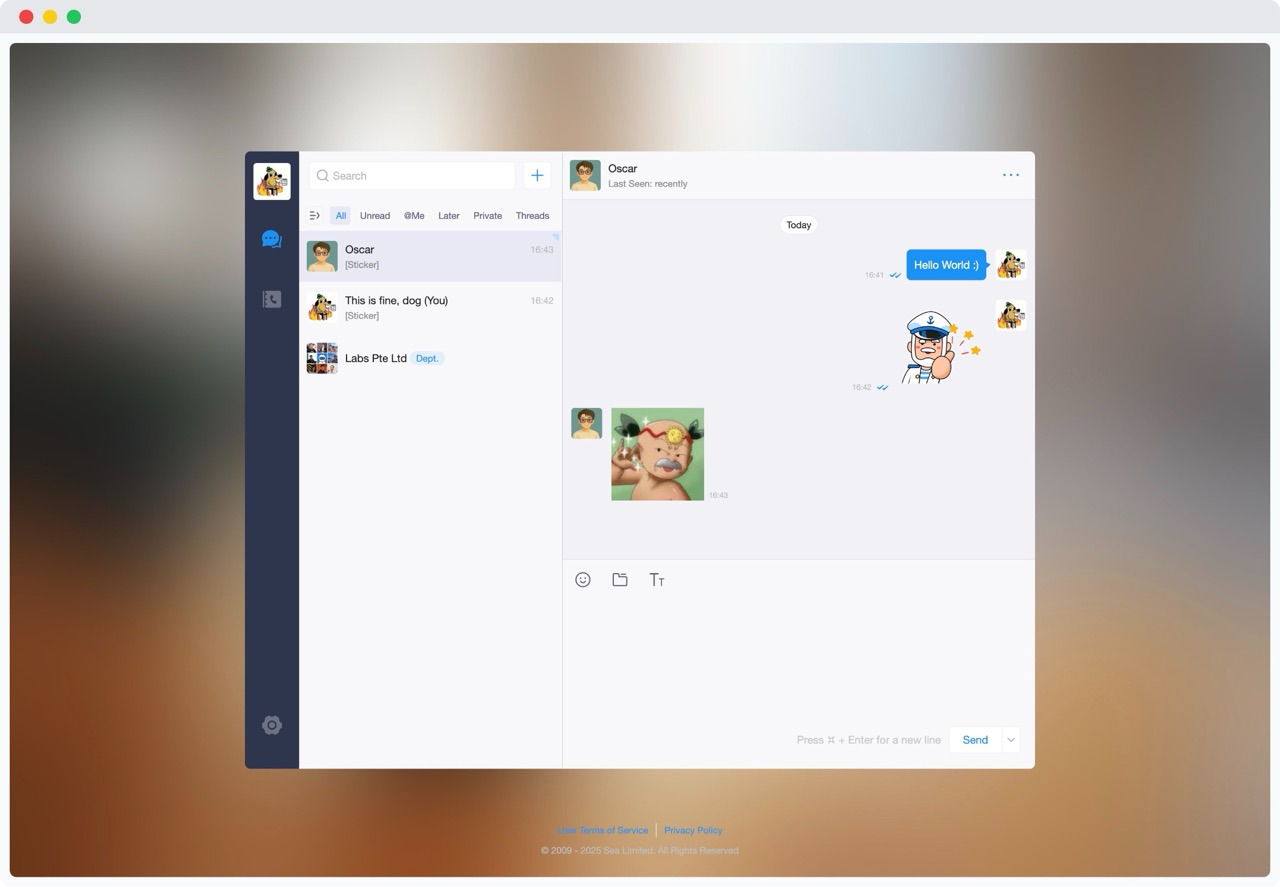 Search
All
Unread
@Me
Later
Private
Threads
Oscar
16:43
[Sticker]
This is fine, dog (You)
16:42
[Sticker]
Labs Pte Ltd
Dept.
Oscar
Last Seen: recently
Today
Hello World :)
16:41
16:42
16:43
Press ⌘ + Enter for a new line
Send
User Terms of Service
Privacy Policy
© 2009 - 2025 Sea Limited. All Rights Reserved